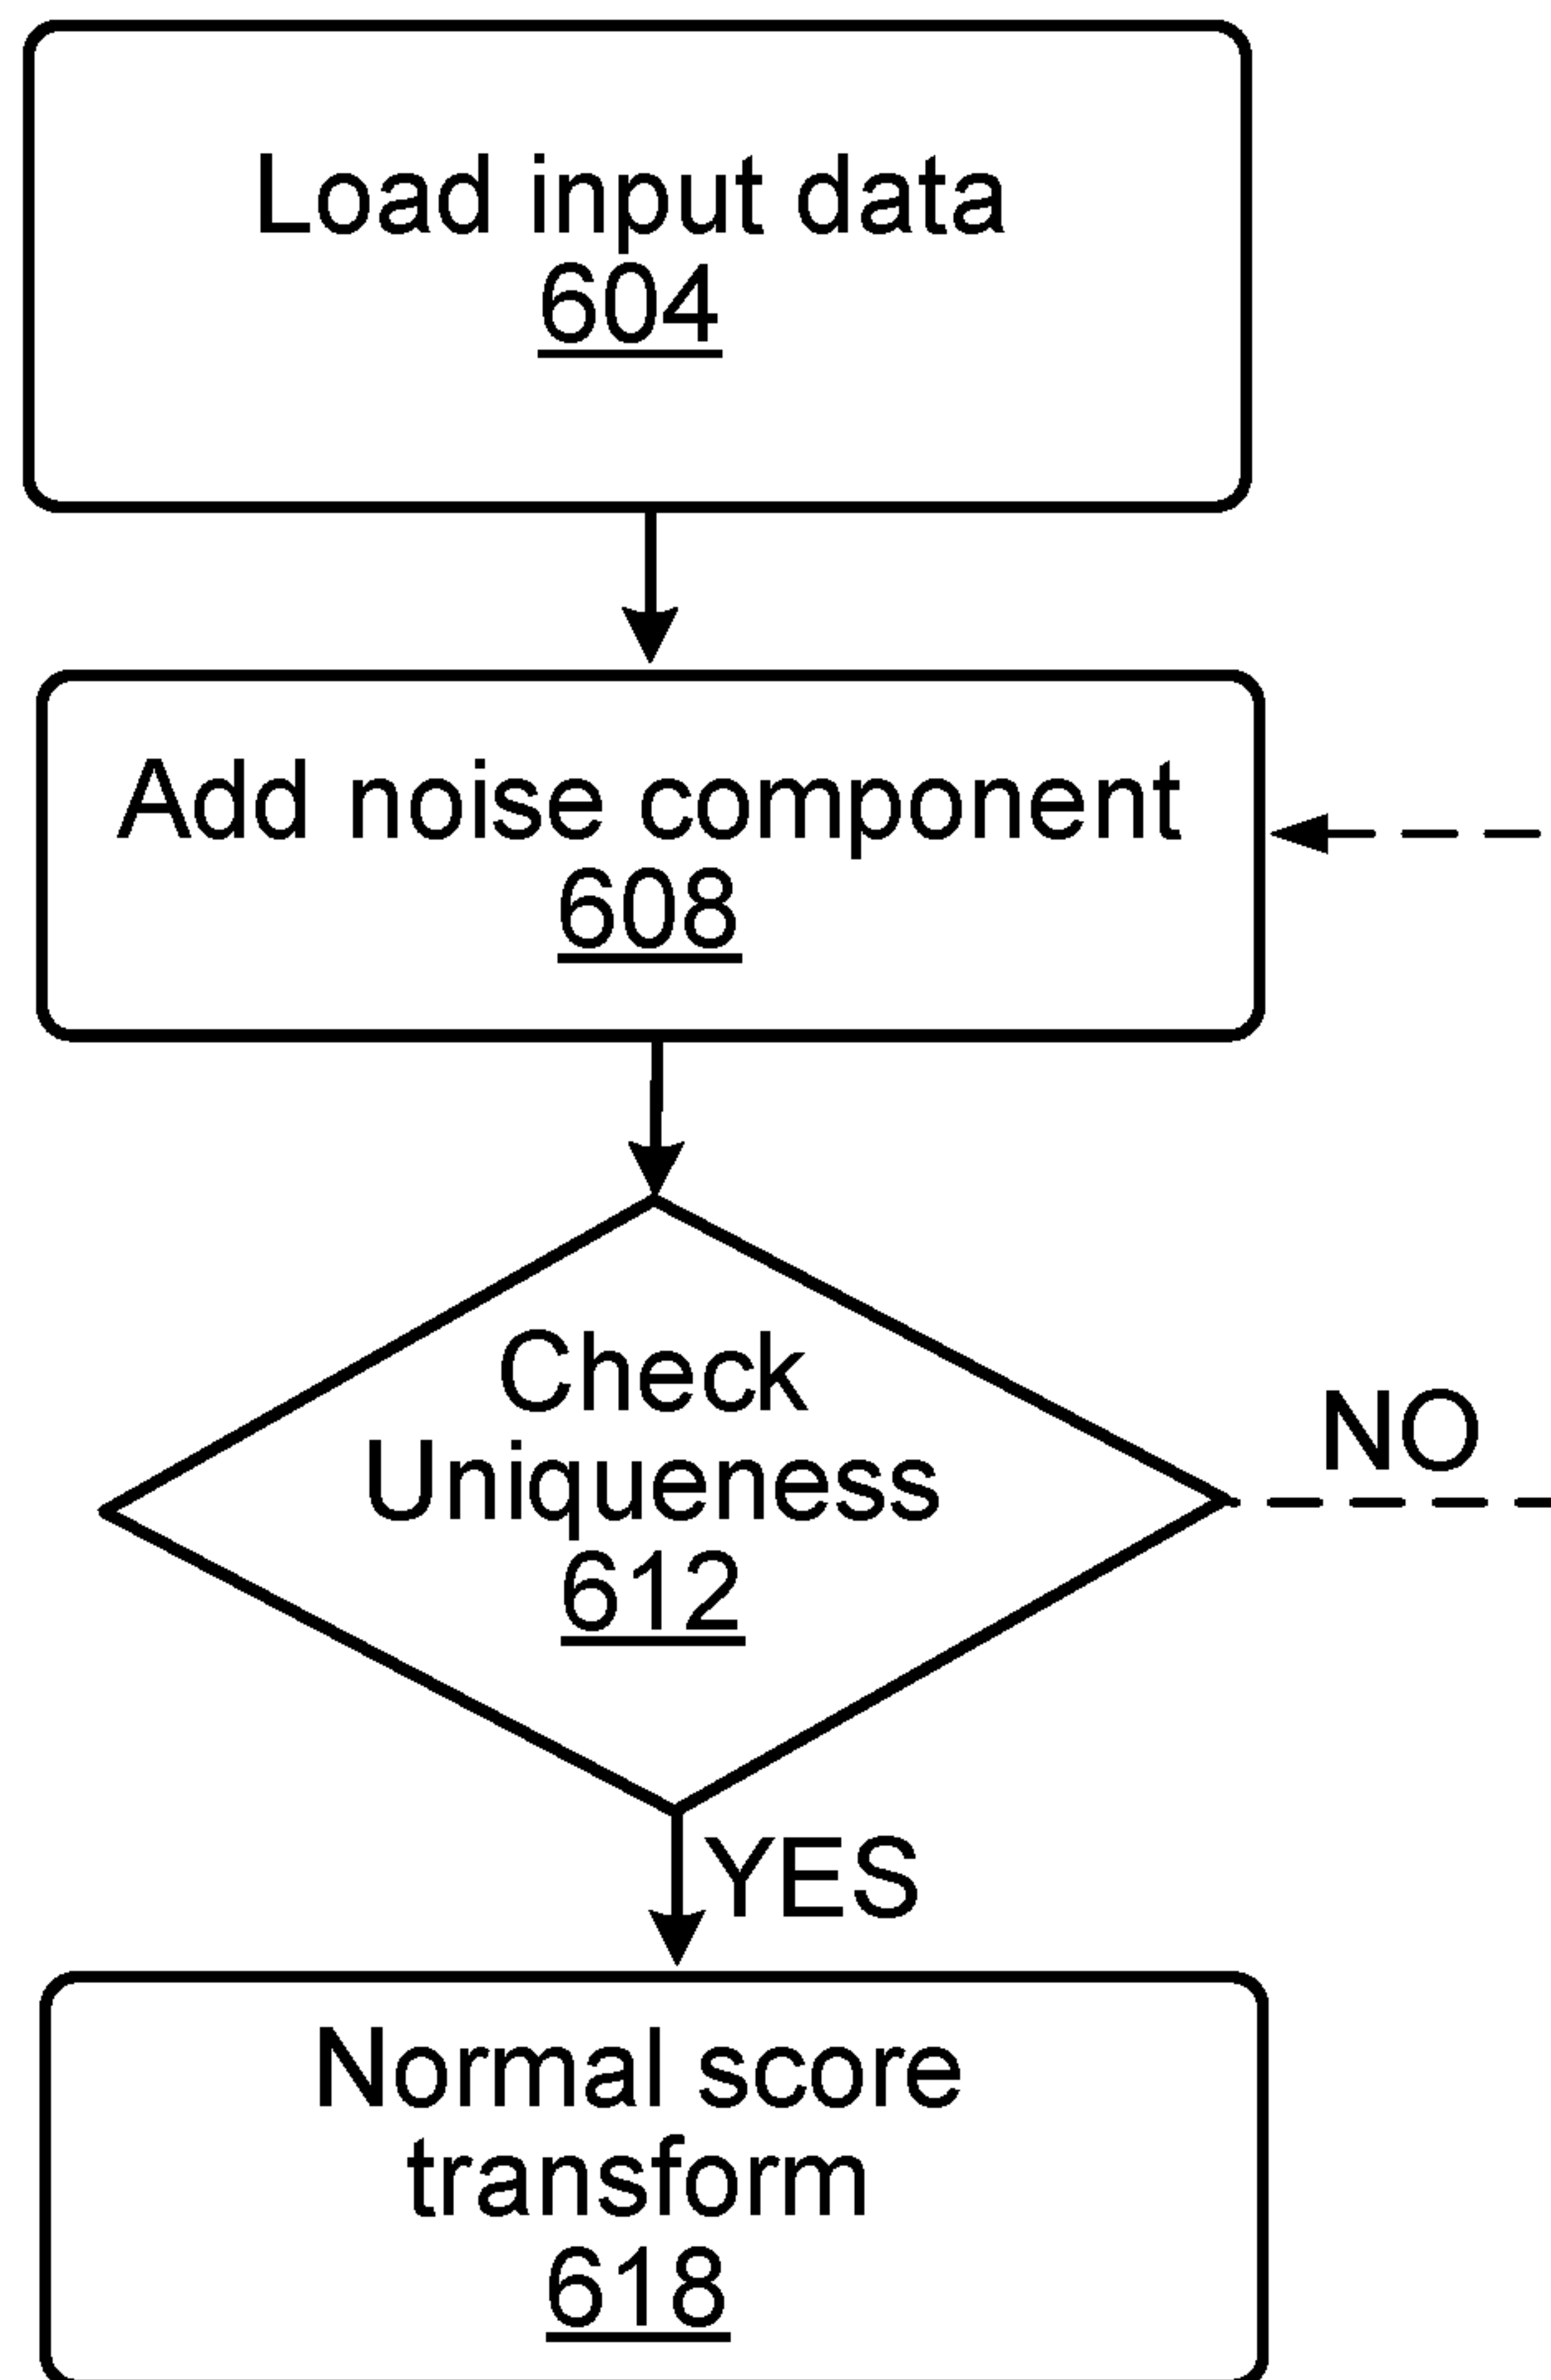 Load input data
604
Add noise component
608
Check
Uniqueness
612
NO
YES
Normal score
transform
618